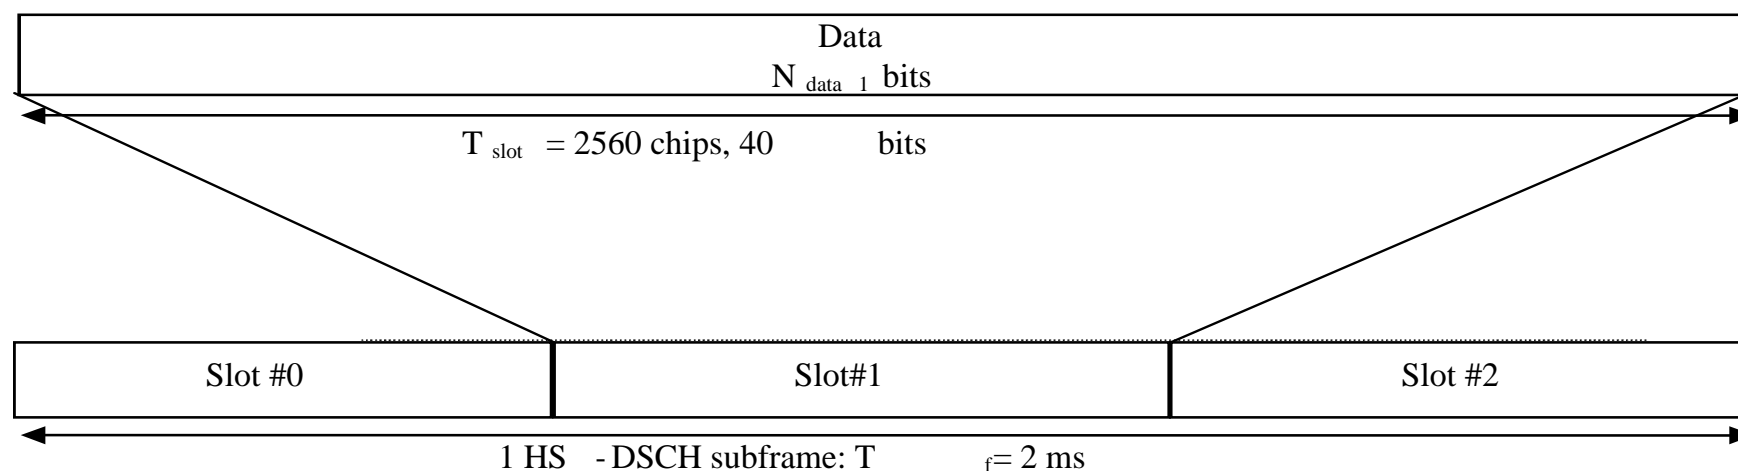 Data
N data 1 bits
T slot = 2560 chips, 40 bits
Slot #0 Slot#1 Slot #2
1 HS -DSCH subframe: T f= 2 ms